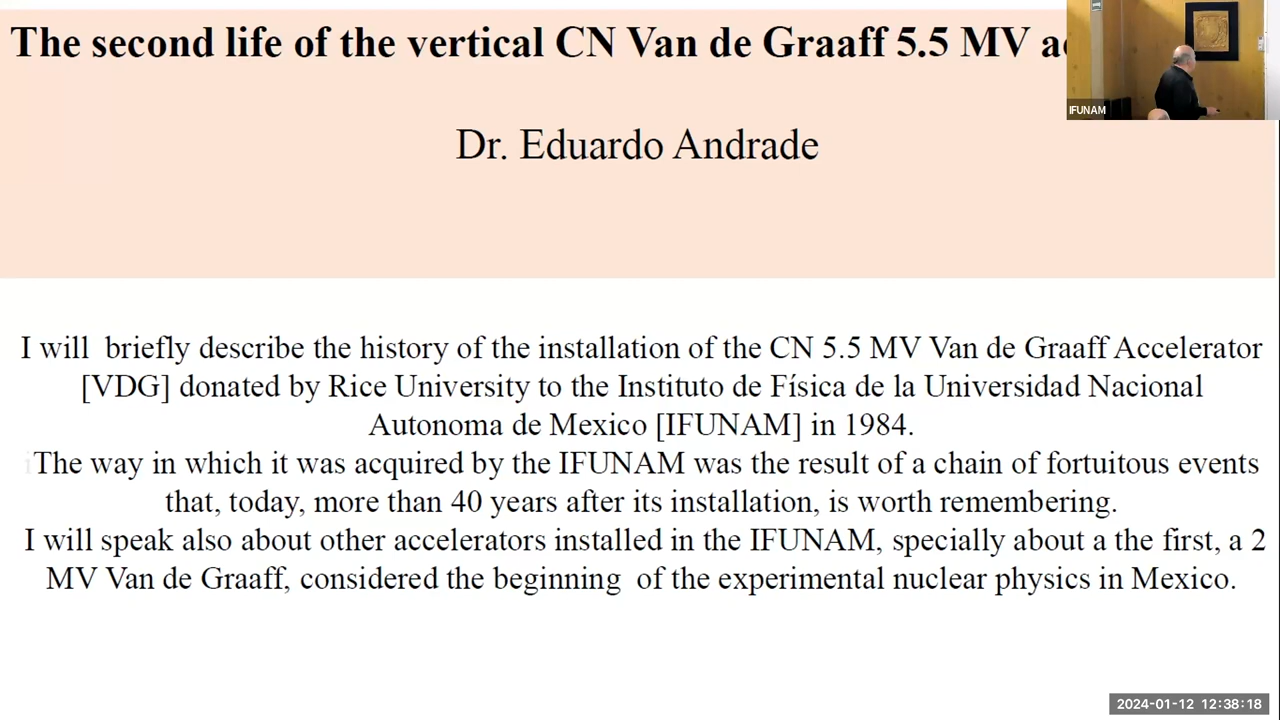 The second life of the vertical CN Van de Graaff 5.5 MV
IFUNAM
Dr. Eduardo Andrade
I will briefly describe the history of the installation of the CN 5.5 MV Van de Graaff Accelerator
[VDG] donated by Rice University to the Instituto de Física de la Universidad Nacional
Autonoma de Mexico [IFUNAM] in 1984.
iThe way in which it was acquired by the IFUNAM was the result of a chain of fortuitous events
that, today, more than 40 years after its installation, is worth remembering.
I will speak also about other accelerators installed in the IFUNAM, specially about a the first, a 2
MV Van de Graaff, considered the beginning of the experimental nuclear physics in Mexico.
2024-01-12 12:38:18